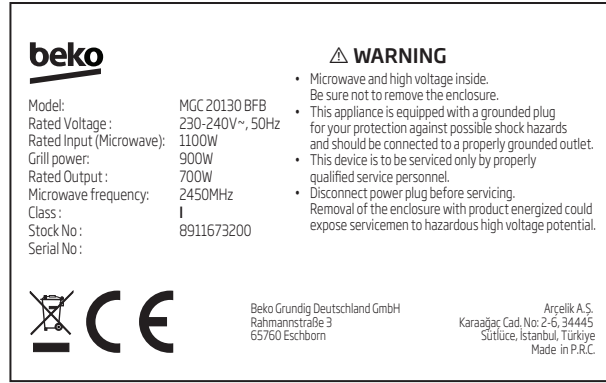 beko
Model: MGC 20130 BFB
Rated Voltage : 230-240V~, 50Hz
Rated Input (Microwave): 1100W
Grill power: 900W
Rated Output : 700W
Microwave frequency: 2450MHz
Class : I
Stock No : 8911673200
Serial No :
⚠ WARNING
• Microwave and high voltage inside.
Be sure not to remove the enclosure.
• This appliance is equipped with a grounded plug
for your protection against possible shock hazards
and should be connected to a properly grounded outlet.
• This device is to be serviced only by properly
qualified service personnel.
• Disconnect power plug before servicing.
Removal of the enclosure with product energized could
expose servicemen to hazardous high voltage potential.
CE
Beko Grundig Deutschland GmbH
Rahmannstraße 3
65760 Eschborn
Arçelik A.Ş.
Karaağaç Cad. No: 2-6, 34445
Sütlüce, İstanbul, Türkiye
Made in P.R.C.